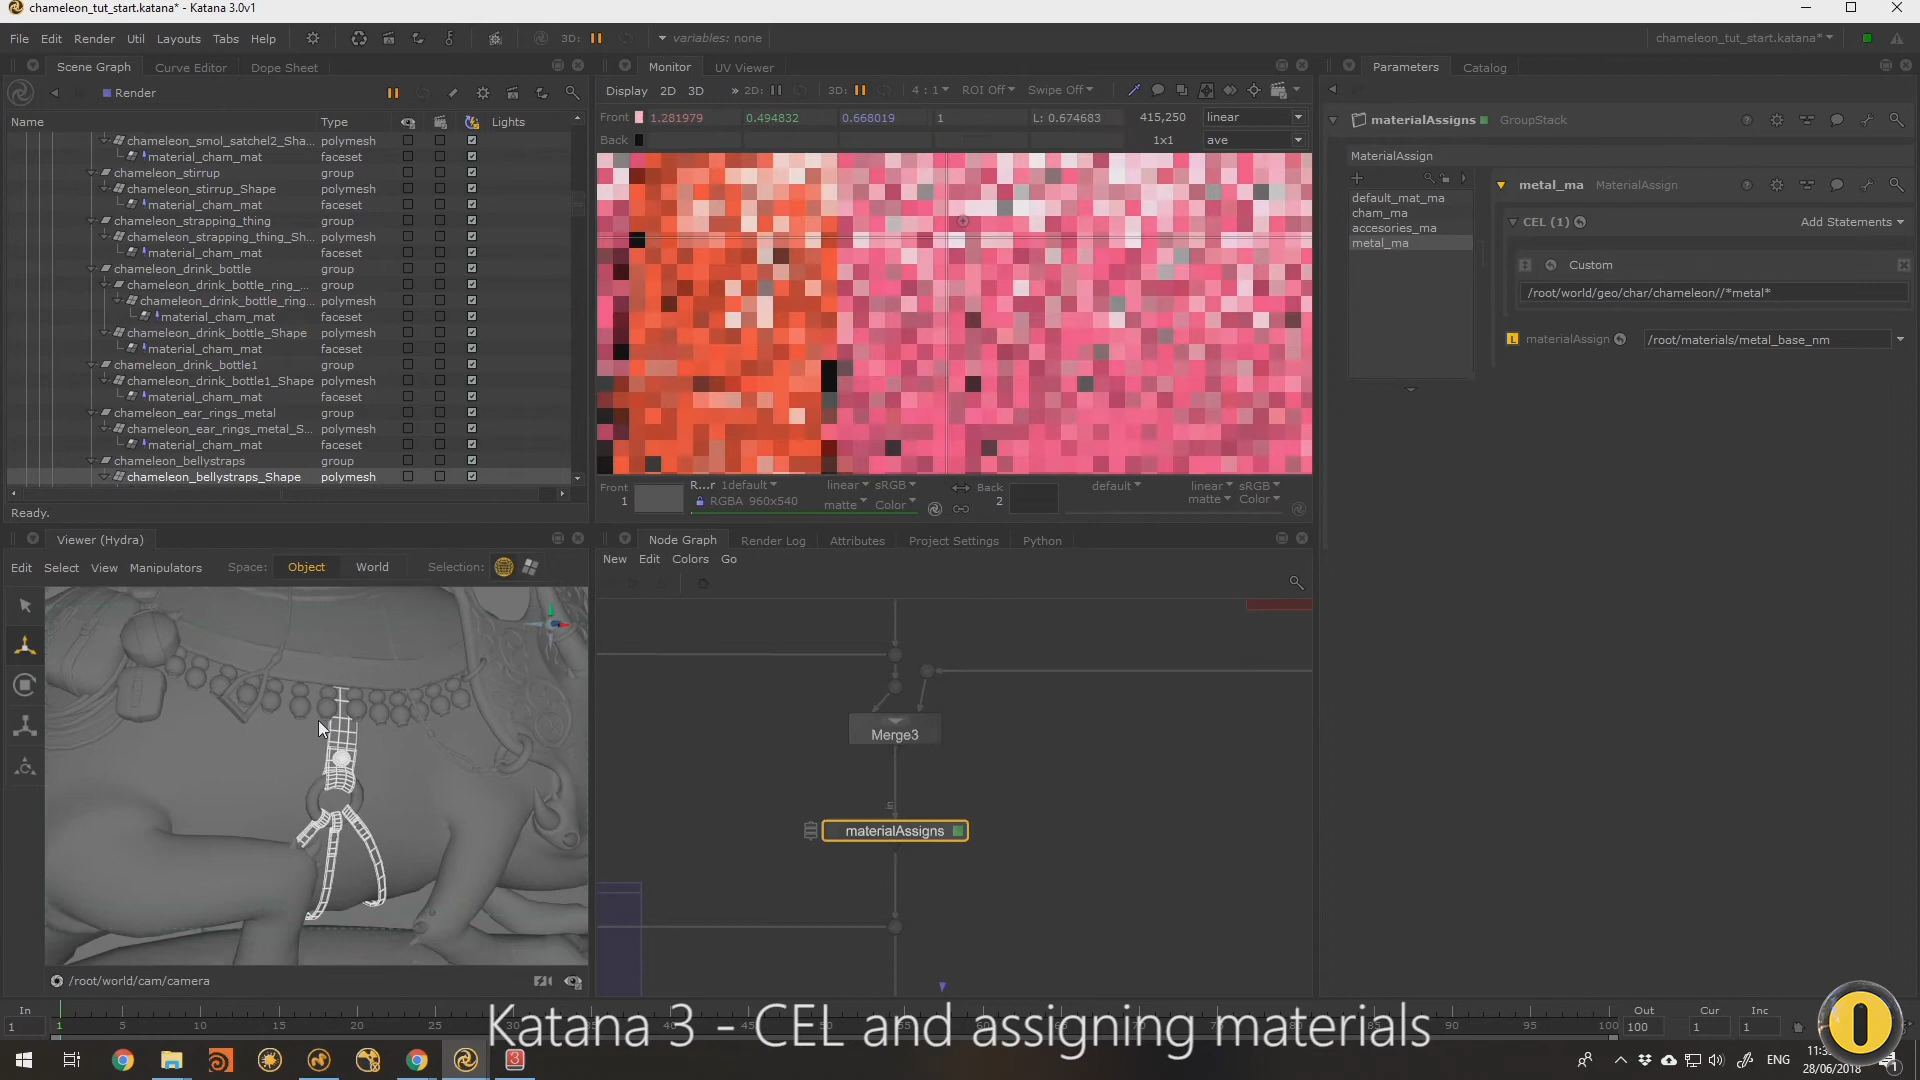 chameleon_tut_start.katana* - Katana 3.0v1
File Edit Render Util Layouts Tabs Help 3D: variables: none chameleon_tut_start.katana*
Scene Graph Curve Editor Dope Sheet
Render
Name Type Lights
chameleon_smol_satchel2_Sha... polymesh
material_cham_mat faceset
chameleon_stirrup group
chameleon_stirrup_Shape polymesh
material_cham_mat faceset
chameleon_strapping_thing group
chameleon_strapping_thing_Sh... polymesh
material_cham_mat faceset
chameleon_drink_bottle group
chameleon_drink_bottle_ring_... group
chameleon_drink_bottle_ring... polymesh
material_cham_mat faceset
chameleon_drink_bottle_Shape polymesh
material_cham_mat faceset
chameleon_drink_bottle1 group
chameleon_drink_bottle1_Shape polymesh
material_cham_mat faceset
chameleon_ear_rings_metal group
chameleon_ear_rings_metal_S... polymesh
material_cham_mat faceset
chameleon_bellystraps group
chameleon_bellystraps_Shape polymesh
Ready.
Monitor UV Viewer
Display 2D 3D » 2D: 3D: 4 : 1 ROI Off Swipe Off
Front 1.281979 0.494832 0.668019 1 L: 0.674683 415,250 linear
Back 1x1 ave
Front R...r 1default linear sRGB Back default linear sRGB
1 RGBA 960x540 matte Color 2 matte Color
Parameters Catalog
materialAssigns GroupStack
MaterialAssign
default_mat_ma
cham_ma
accesories_ma
metal_ma
metal_ma MaterialAssign
CEL (1) Add Statements
Custom
/root/world/geo/char/chameleon//*metal*
materialAssign /root/materials/metal_base_nm
Viewer (Hydra)
Edit Select View Manipulators Space: Object World Selection:
/root/world/cam/camera
Node Graph Render Log Attributes Project Settings Python
New Edit Colors Go
Merge3
in
materialAssigns
In Out Cur Inc
1 1 5 10 15 20 25 30 55 60 90 95 100 100 1 1
Katana 3 - CEL and assigning materials
ENG
28/06/2018